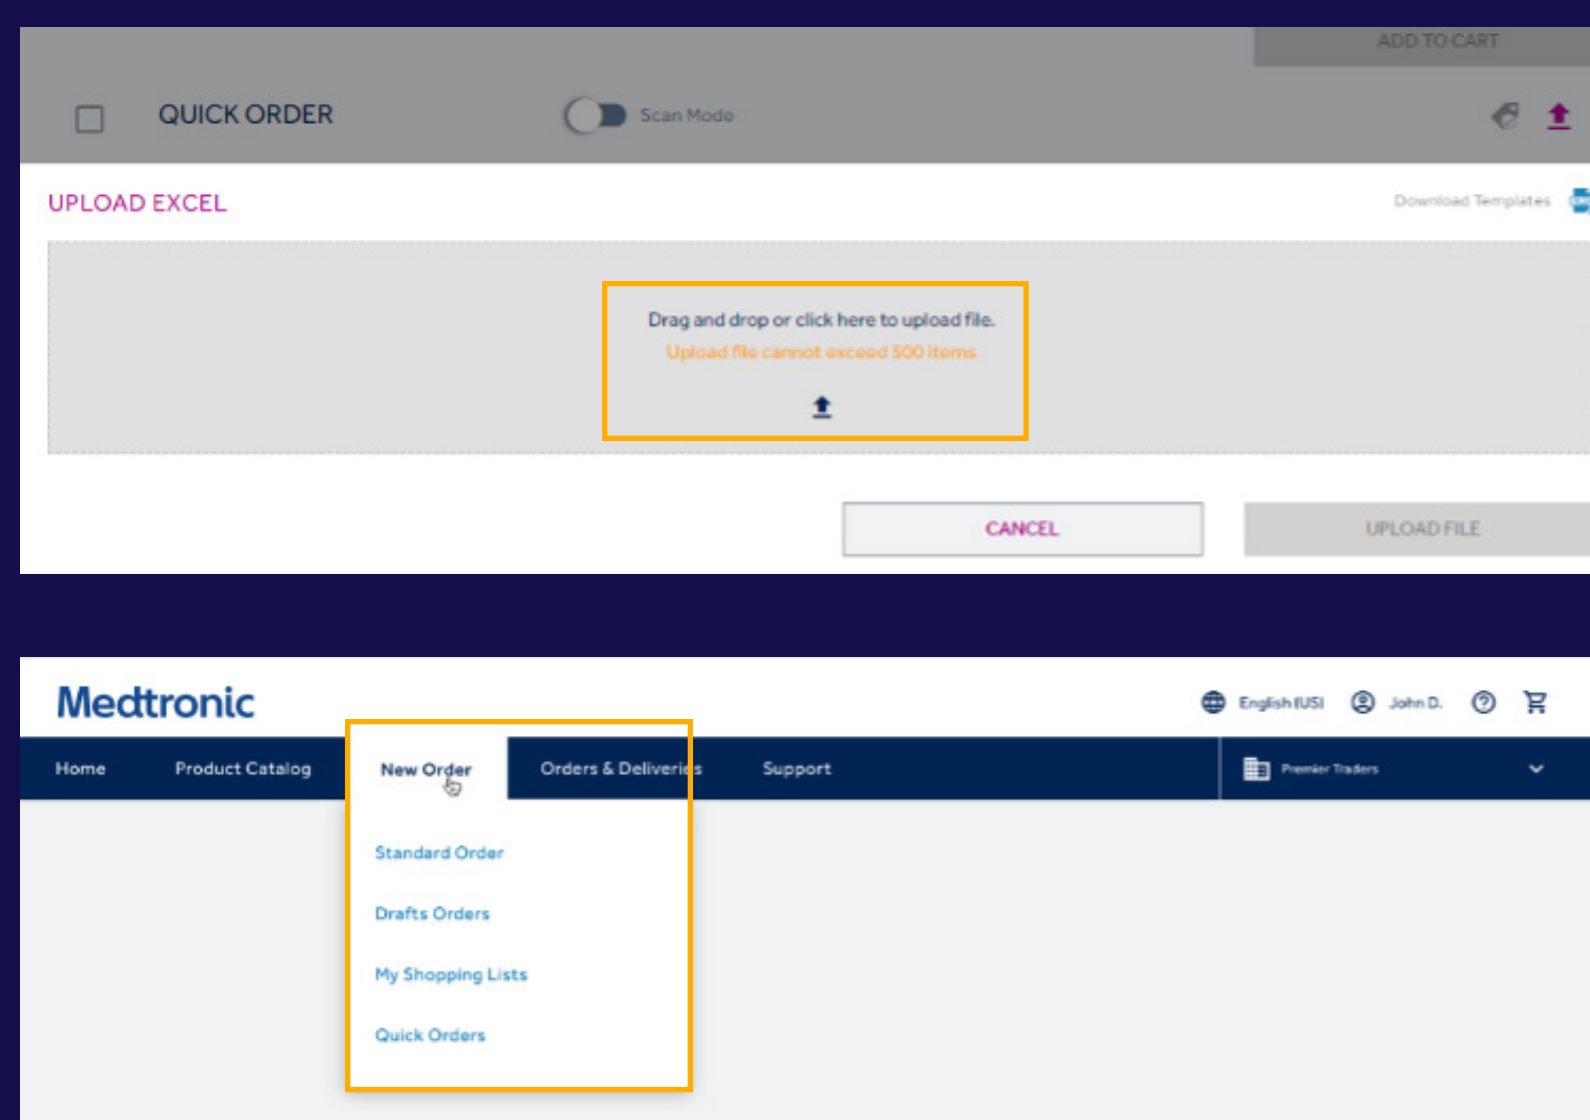 ADD TO CART
QUICK ORDER
Scan Mode
UPLOAD EXCEL
Download Templates
Drag and drop or click here to upload file.
Upload file cannot exceed 500 items
CANCEL
UPLOAD FILE
Medtronic
English (US)
John D.
Home
Product Catalog
New Order
Orders & Deliveries
Support
Premier Traders
Standard Order
Drafts Orders
My Shopping Lists
Quick Orders